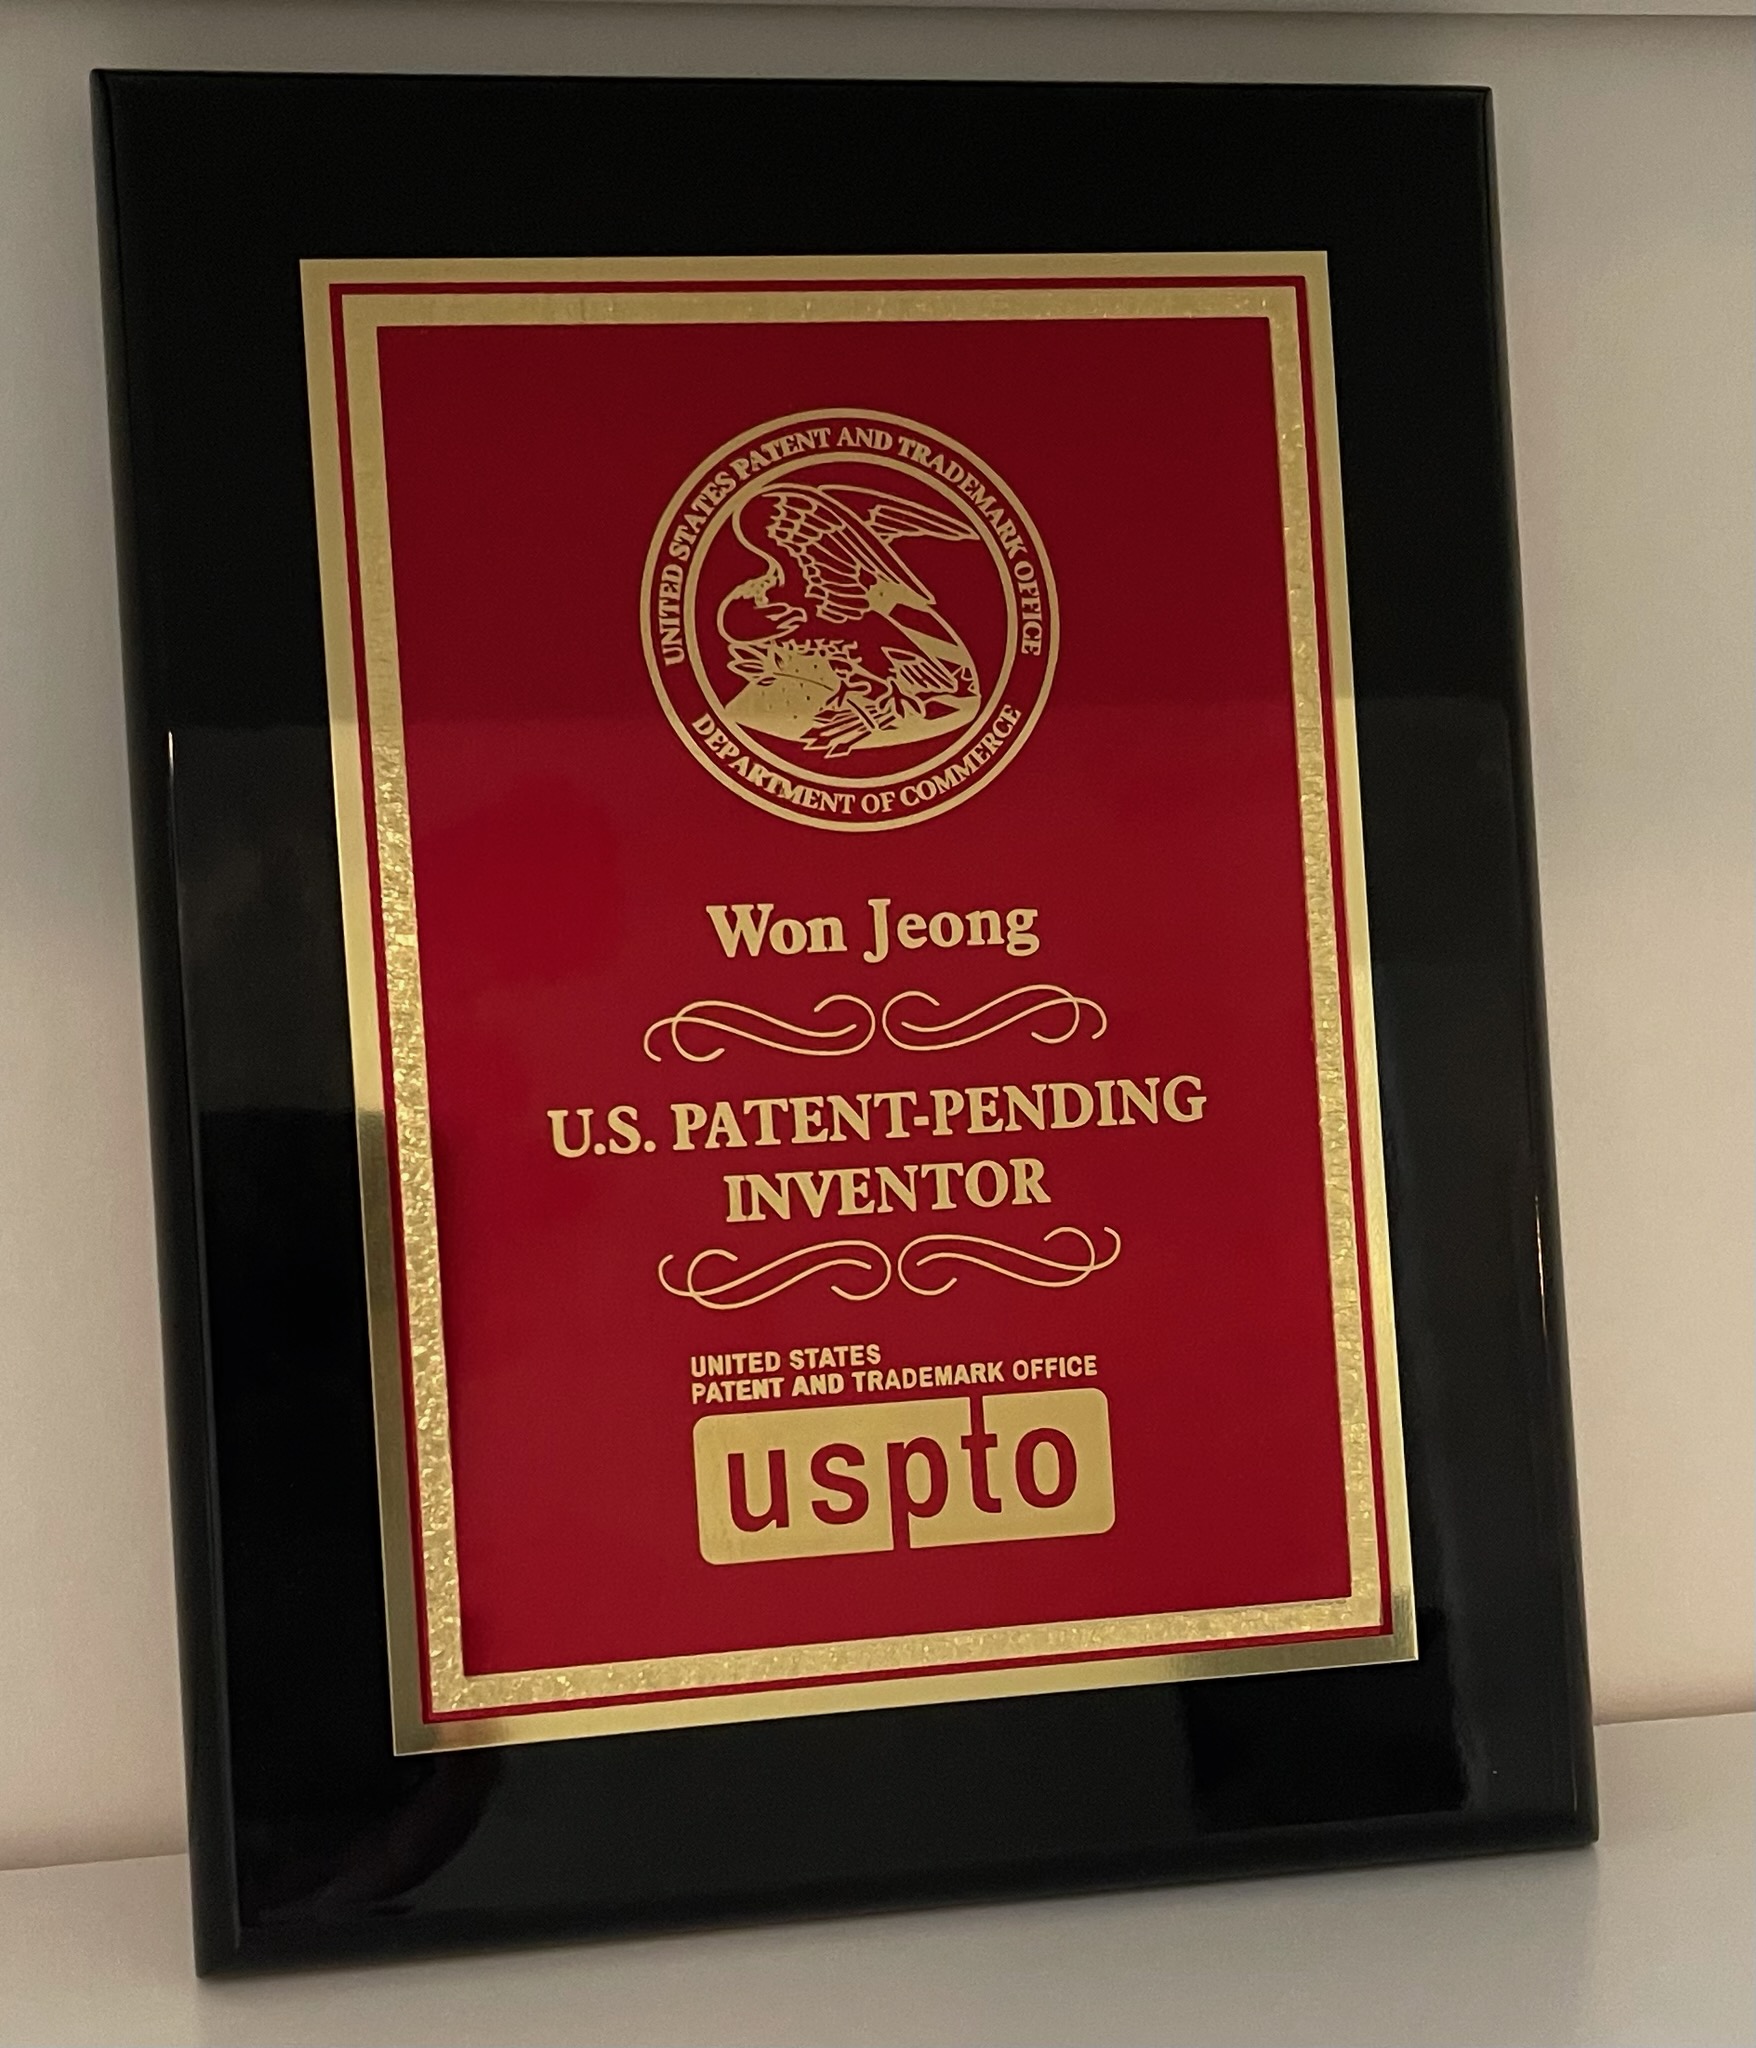 UNITED STATES PATENT AND TRADEMARK OFFICE
DEPARTMENT OF COMMERCE
Won Jeong
U.S. PATENT-PENDING
INVENTOR
UNITED STATES
PATENT AND TRADEMARK OFFICE
uspto